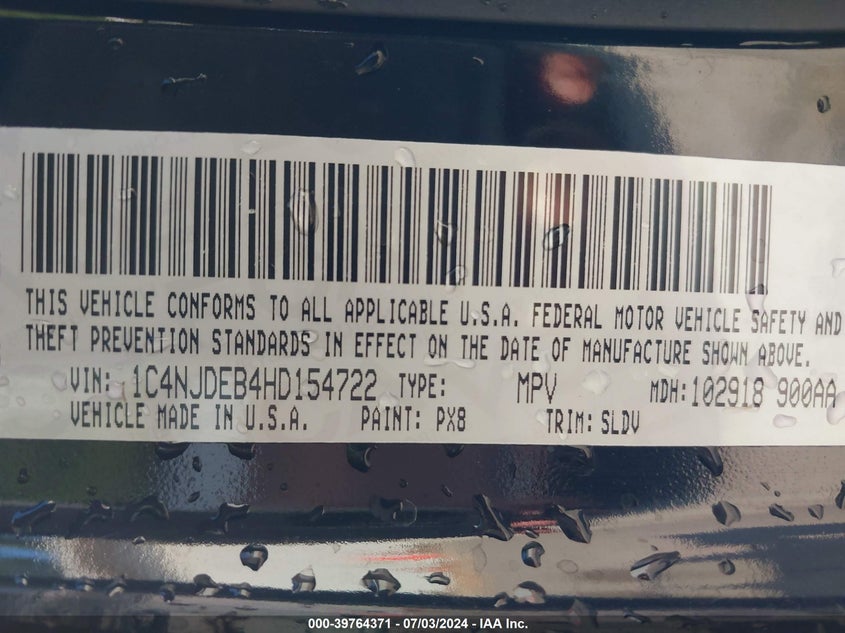 THIS VEHICLE CONFORMS TO ALL APPLICABLE U.S.A. FEDERAL MOTOR VEHICLE SAFETY AND
THEFT PREVENTION STANDARDS IN EFFECT ON THE DATE OF MANUFACTURE SHOWN ABOVE.
VIN: 1C4NJDEB4HD154722 TYPE: MPV MDH:102918 900AA
VEHICLE MADE IN U.S.A. PAINT: PX8 TRIM: SLDV
000-39764371 - 07/03/2024 - IAA Inc.